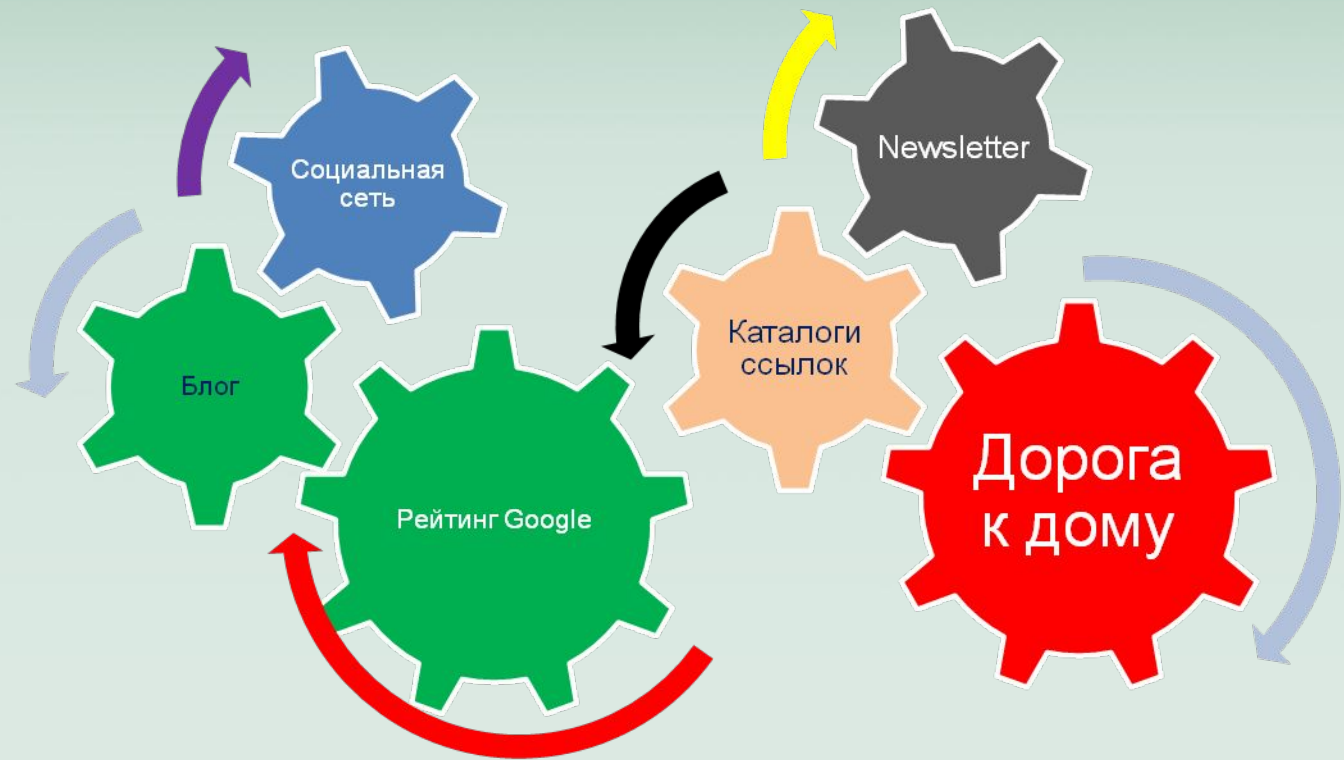 Социальная
сеть
Newsletter
Блог
Каталоги
ссылок
Рейтинг Google
Дорога
к дому